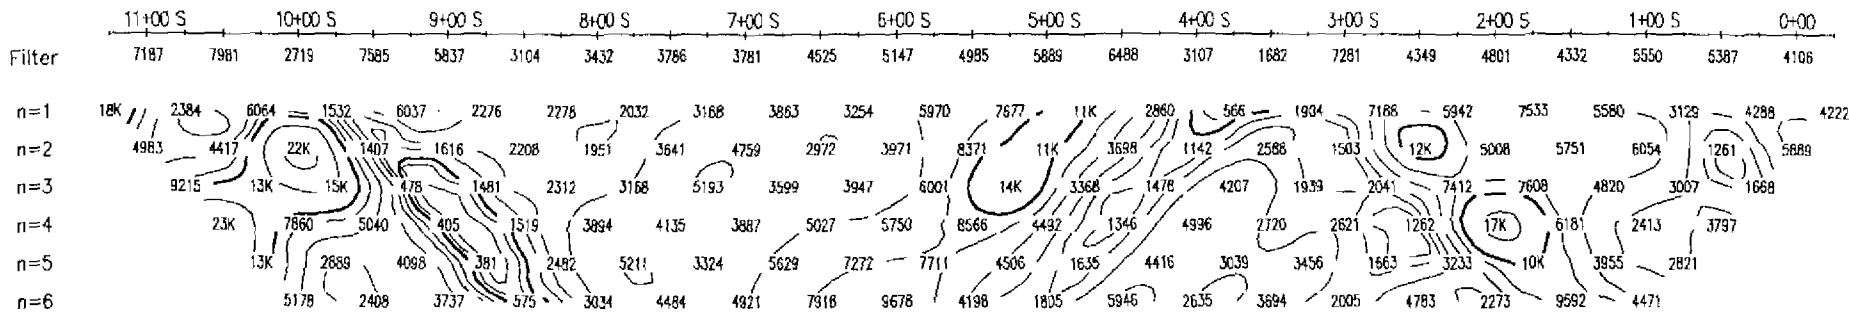 11+00 S 10+00 S 9+00 S 8+00 S 7+00 S 6+00 S 5+00 S 4+00 S 3+00 S 2+00 S 1+00 S 0+00
Filter 7187 7981 2719 7585 5837 3104 3432 3786 3781 4525 5147 4985 5889 6488 3107 1682 7281 4349 4801 4332 5550 5387 4106
n=1 18K 2384 6064 1532 6037 2276 2278 2032 3168 3863 3254 5970 7677 11K 2860 566 1904 7188 5942 7533 5580 3129 4288 4222
n=2 4983 4417 22K 1407 1616 2208 1951 3641 4759 2972 3971 8371 11K 3698 1142 2588 1503 12K 5008 5751 6054 1261 5889
n=3 9215 13K 15K 478 1481 2312 3168 5193 3599 3947 6001 14K 3368 1478 4207 1939 2041 7412 7608 4820 3007 1668
n=4 23K 7860 5040 405 1519 3894 4135 3887 5027 5750 8566 4492 1346 4996 2720 2621 1262 17K 6181 2413 3797
n=5 13K 2889 4098 381 2482 5211 3324 5629 7272 7711 4506 1635 4416 3039 3456 1663 3233 10K 3955 2821
n=6 5178 2408 3737 575 3034 4484 4921 7918 9678 4198 1805 5946 2635 3694 2005 4783 2273 9592 4471